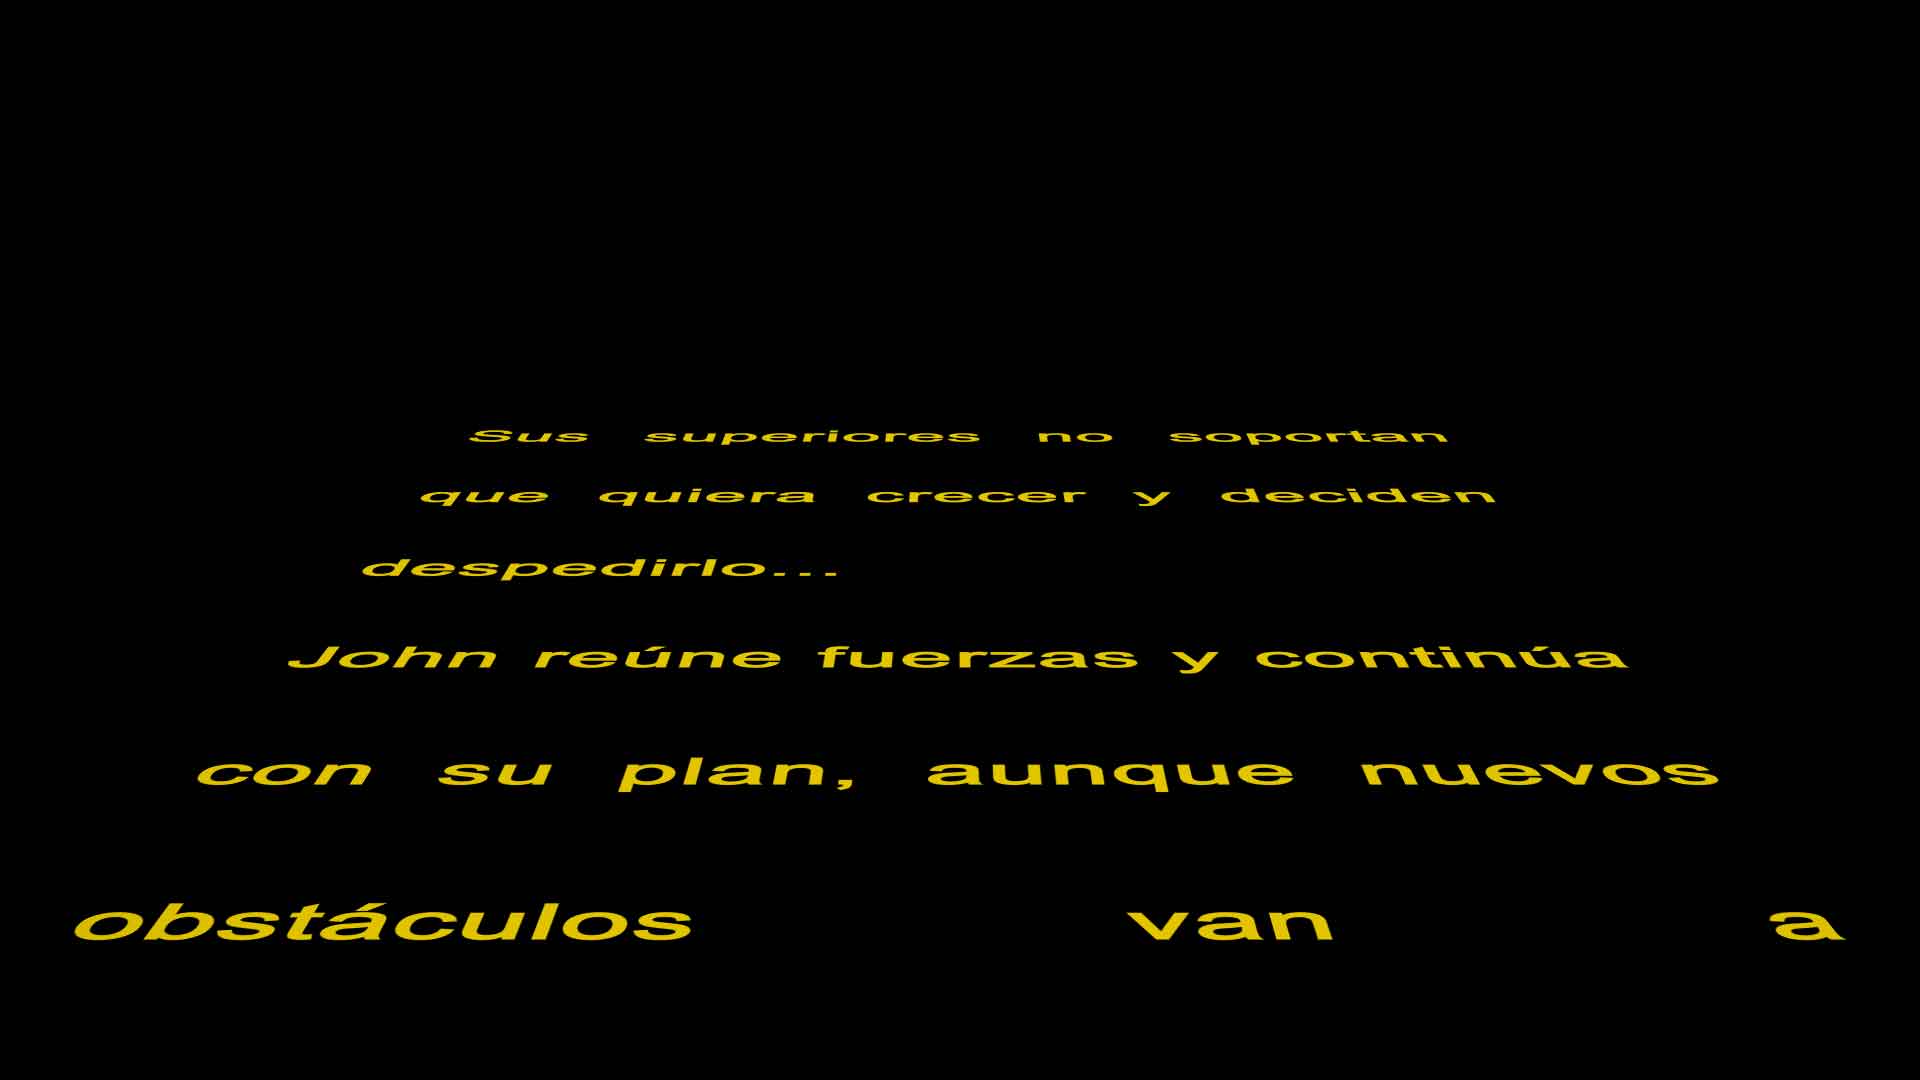 Sus superiores no soportan
que quiera crecer y deciden
despedirlo...
John reúne fuerzas y continúa
con su plan, aunque nuevos
obstáculos van a